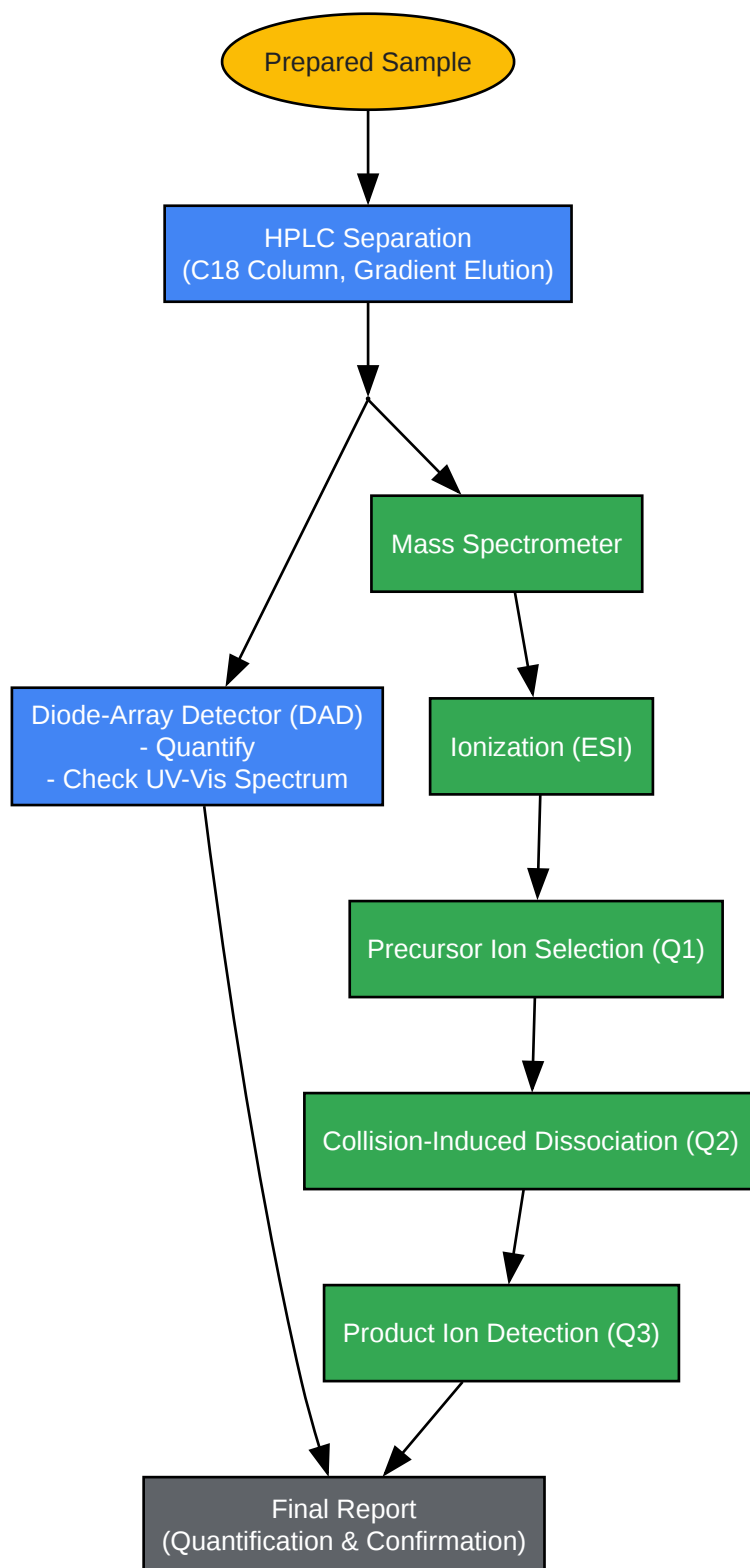 Prepared Sample
HPLC Separation
(C18 Column, Gradient Elution)
Mass Spectrometer
Diode-Array Detector (DAD)
- Quantify
- Check UV-Vis Spectrum
Ionization (ESI)
Precursor Ion Selection (Q1)
Collision-Induced Dissociation (Q2)
Product Ion Detection (Q3)
Final Report
(Quantification & Confirmation)